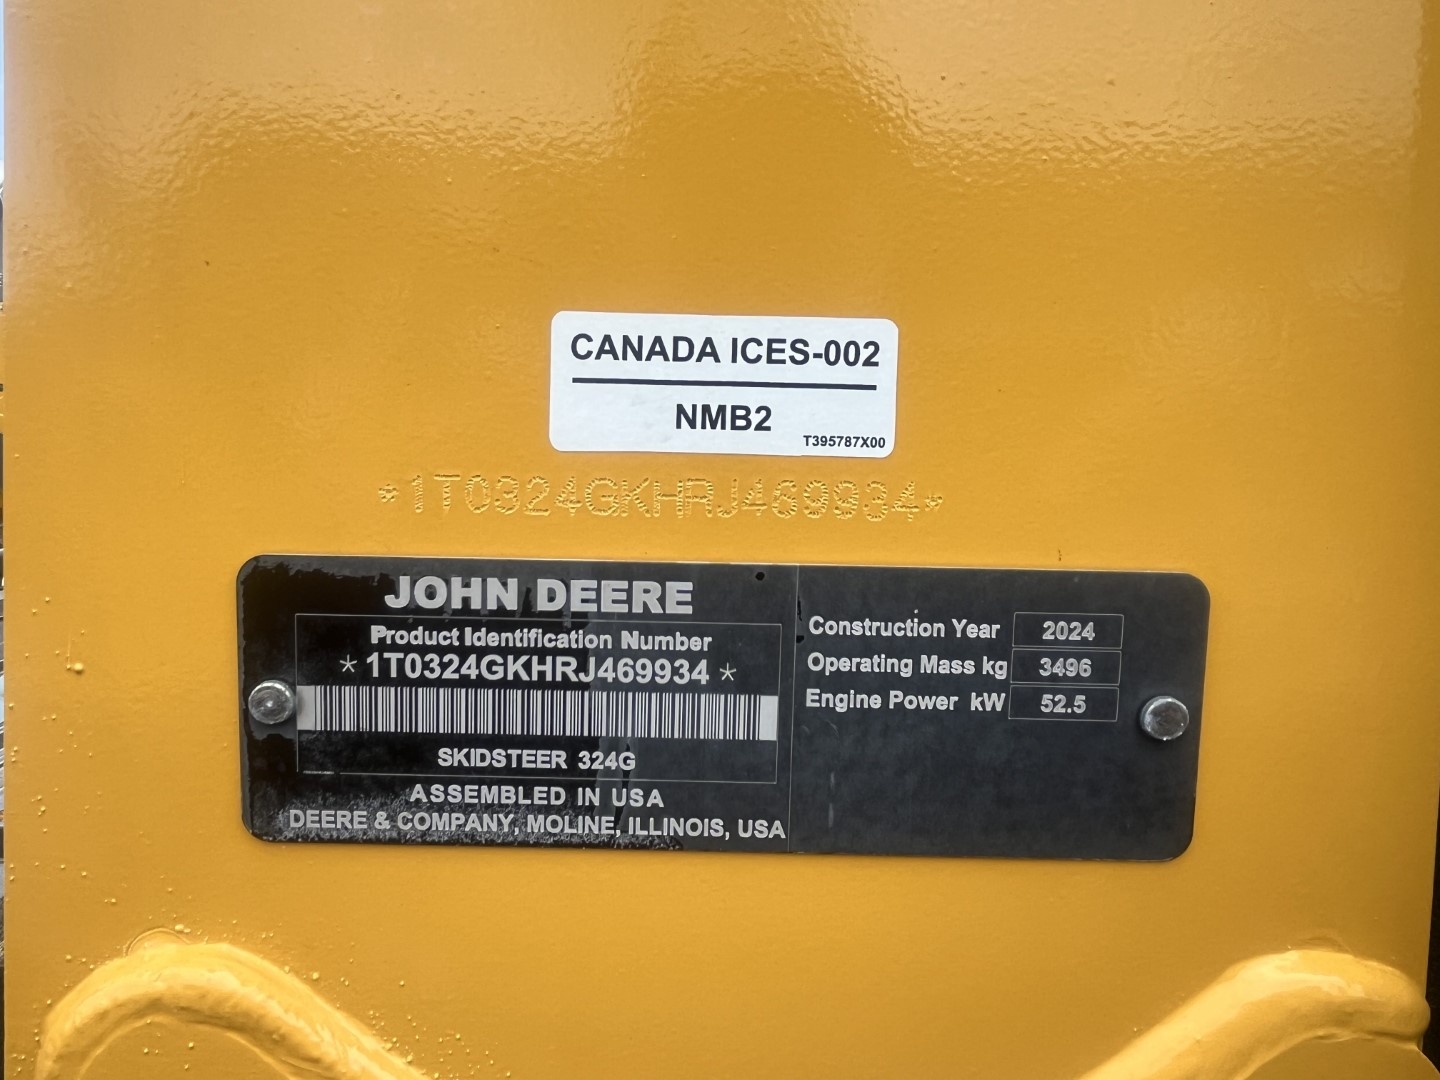 CANADA ICES-002
NMB2
T395787X00
*1T0324GKHRJ469934*
JOHN DEERE
Product Identification Number
*1T0324GKHRJ469934*
SKIDSTEER 324G
ASSEMBLED IN USA
DEERE & COMPANY, MOLINE, ILLINOIS, USA
Construction Year 2024
Operating Mass kg 3496
Engine Power kW 52.5